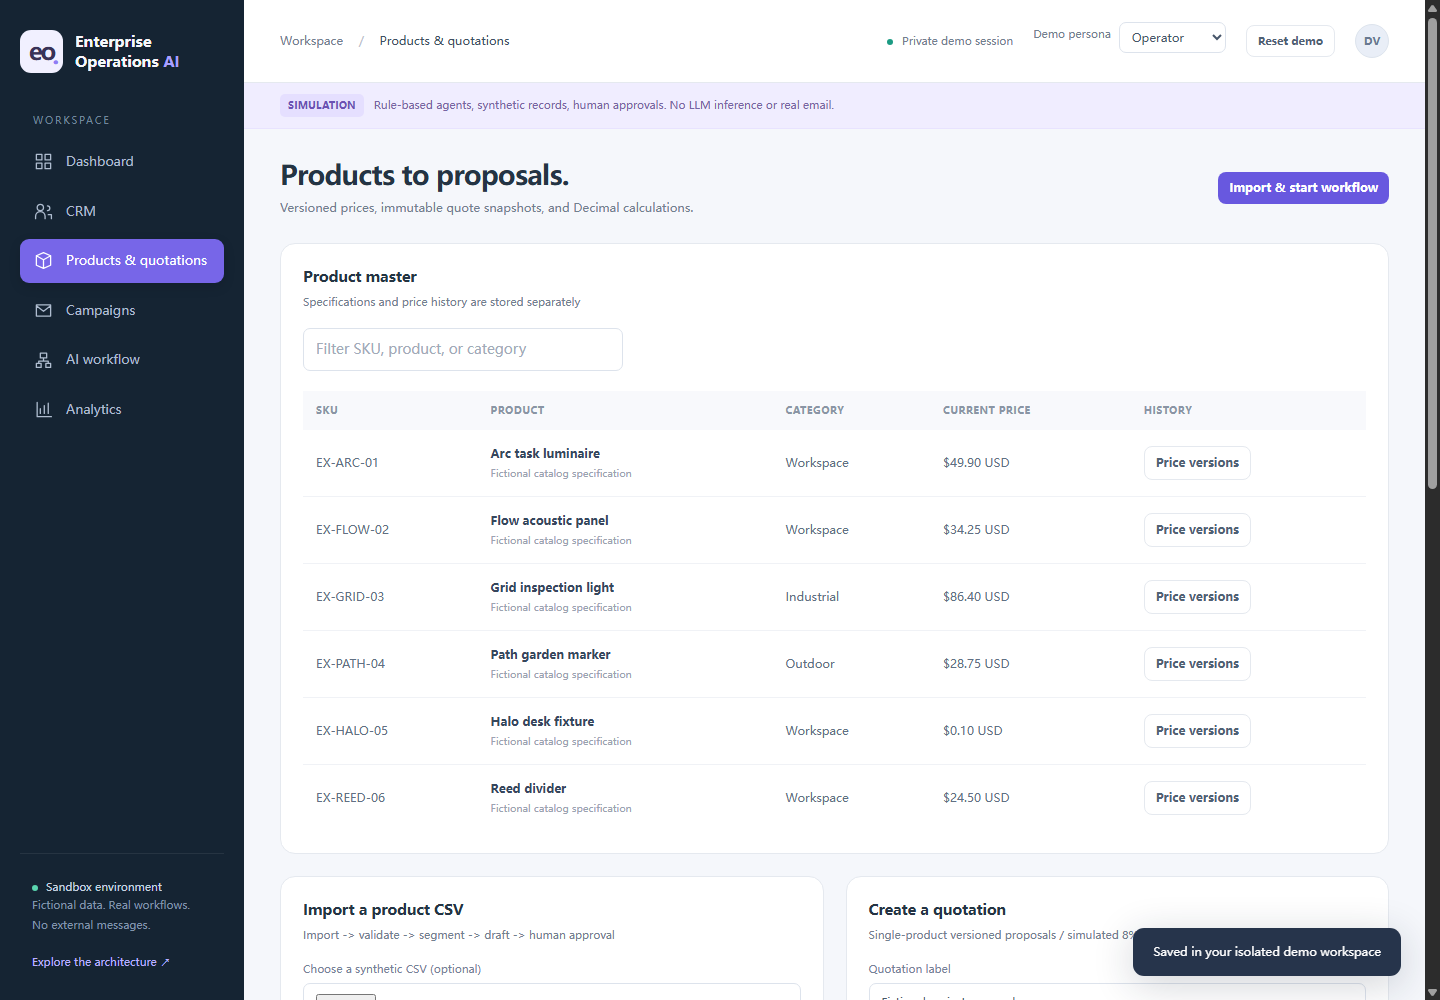 eo.
Enterprise
Operations AI
WORKSPACE
Dashboard
CRM
Products & quotations
Campaigns
AI workflow
Analytics
Sandbox environment
Fictional data. Real workflows.
No external messages.
Explore the architecture ↗
Workspace / Products & quotations
Private demo session
Demo persona
Operator
Reset demo
DV
SIMULATION Rule-based agents, synthetic records, human approvals. No LLM inference or real email.
Products to proposals.
Versioned prices, immutable quote snapshots, and Decimal calculations.
Import & start workflow
Product master
Specifications and price history are stored separately
Filter SKU, product, or category
SKU PRODUCT CATEGORY CURRENT PRICE HISTORY
EX-ARC-01 Arc task luminaire Workspace $49.90 USD Price versions
Fictional catalog specification
EX-FLOW-02 Flow acoustic panel Workspace $34.25 USD Price versions
Fictional catalog specification
EX-GRID-03 Grid inspection light Industrial $86.40 USD Price versions
Fictional catalog specification
EX-PATH-04 Path garden marker Outdoor $28.75 USD Price versions
Fictional catalog specification
EX-HALO-05 Halo desk fixture Workspace $0.10 USD Price versions
Fictional catalog specification
EX-REED-06 Reed divider Workspace $24.50 USD Price versions
Fictional catalog specification
Import a product CSV
Import -> validate -> segment -> draft -> human approval
Choose a synthetic CSV (optional)
Create a quotation
Single-product versioned proposals / simulated 8%
Quotation label
Saved in your isolated demo workspace